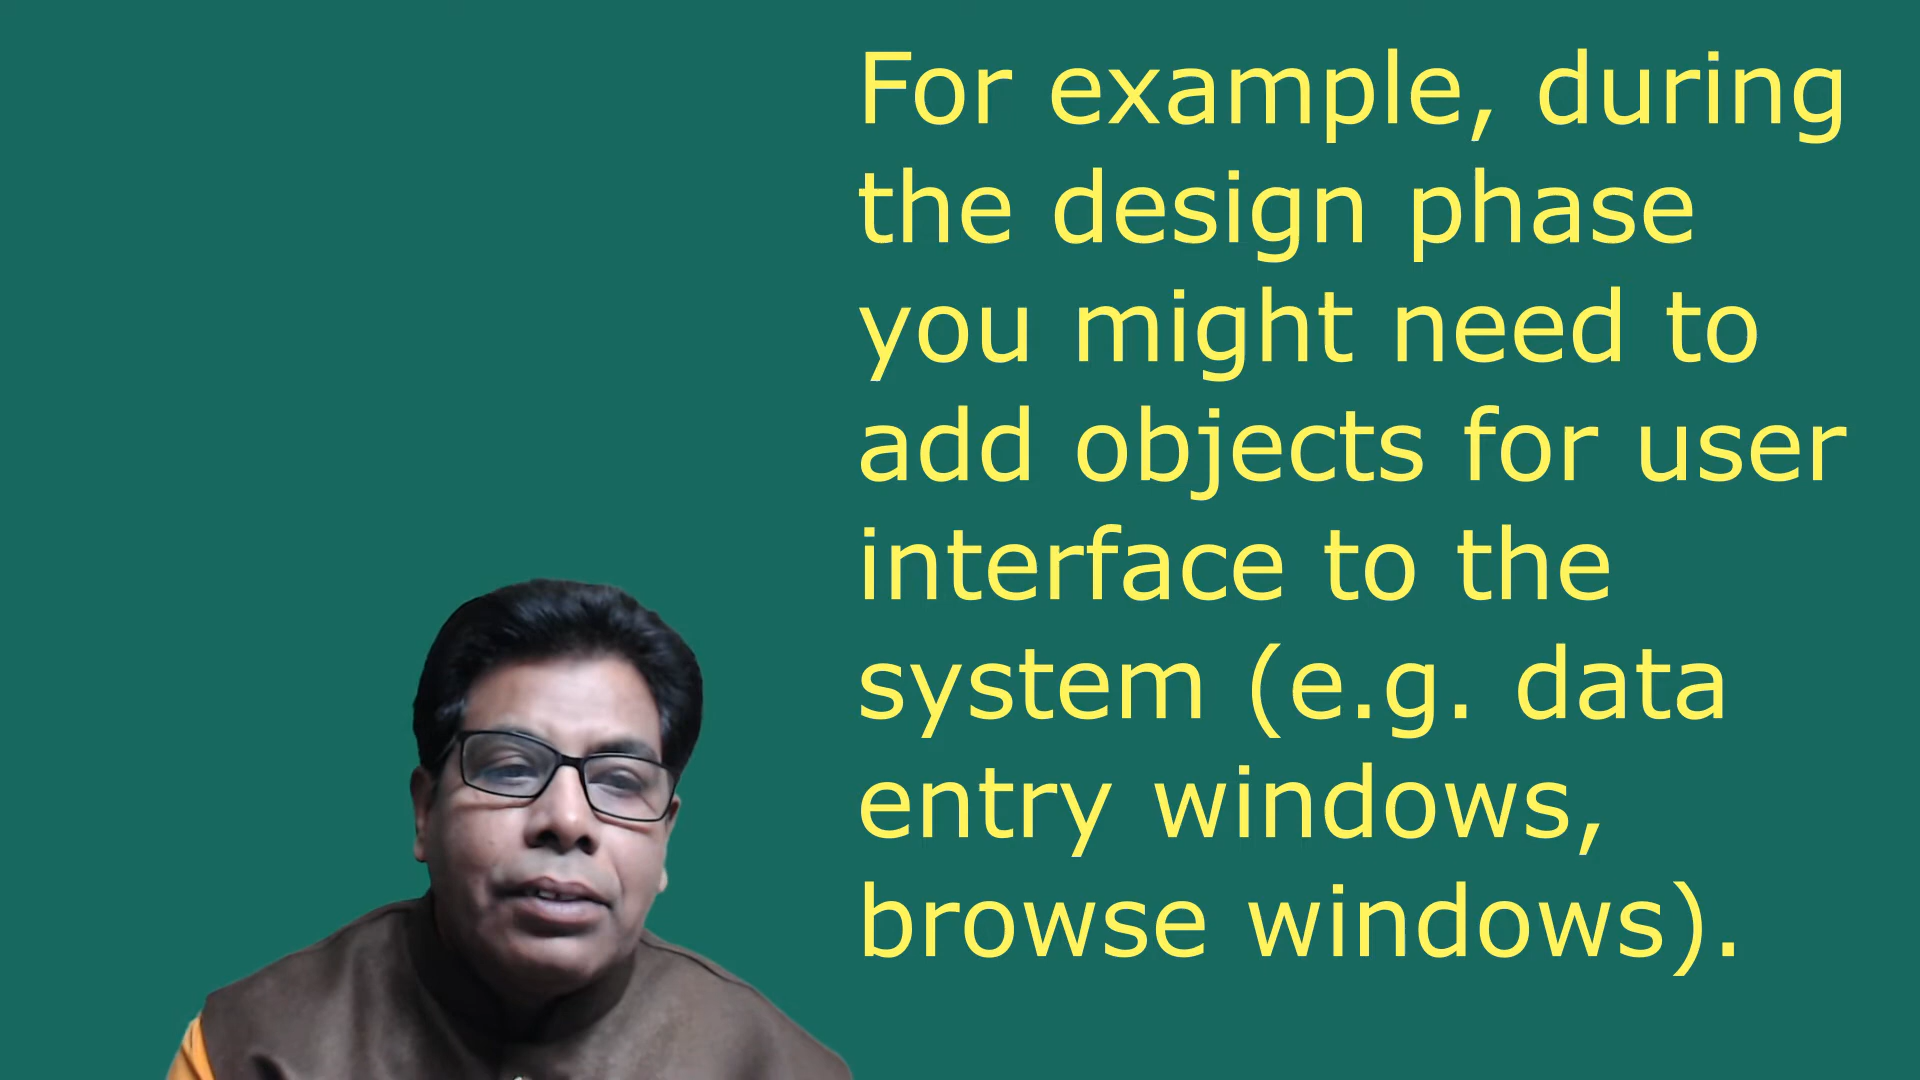 For example, during
the design phase
you might need to
add objects for user
interface to the
system (e.g. data
entry windows,
browse windows).